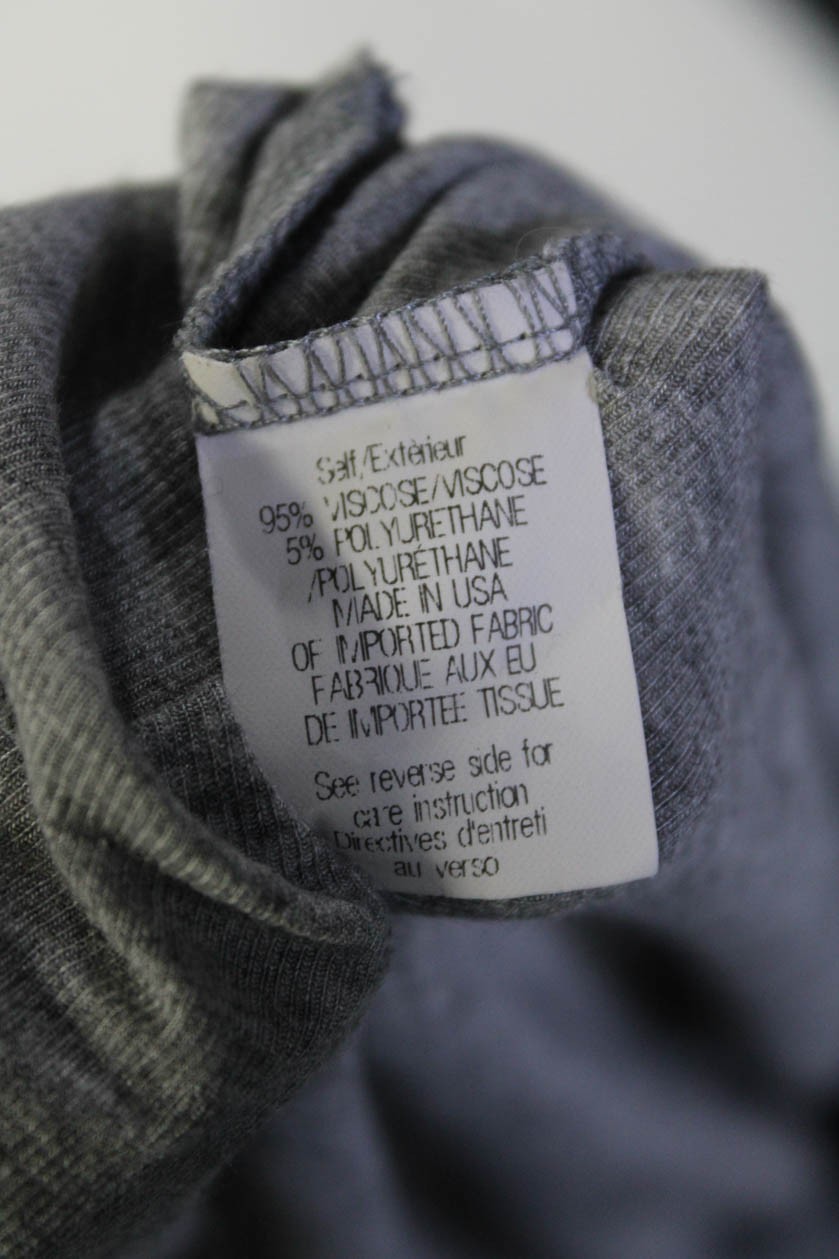 Self/Extèrieur
95% VISCOSE/VISCOSE
5% POLYURETHANE
/POLYURÉTHANE
MADE IN USA
OF IMPORTED FABRIC
FABRIQUE AUX EU
DE IMPORTEE TISSUE
See reverse side for
care instruction
Directives d'entreti
au verso